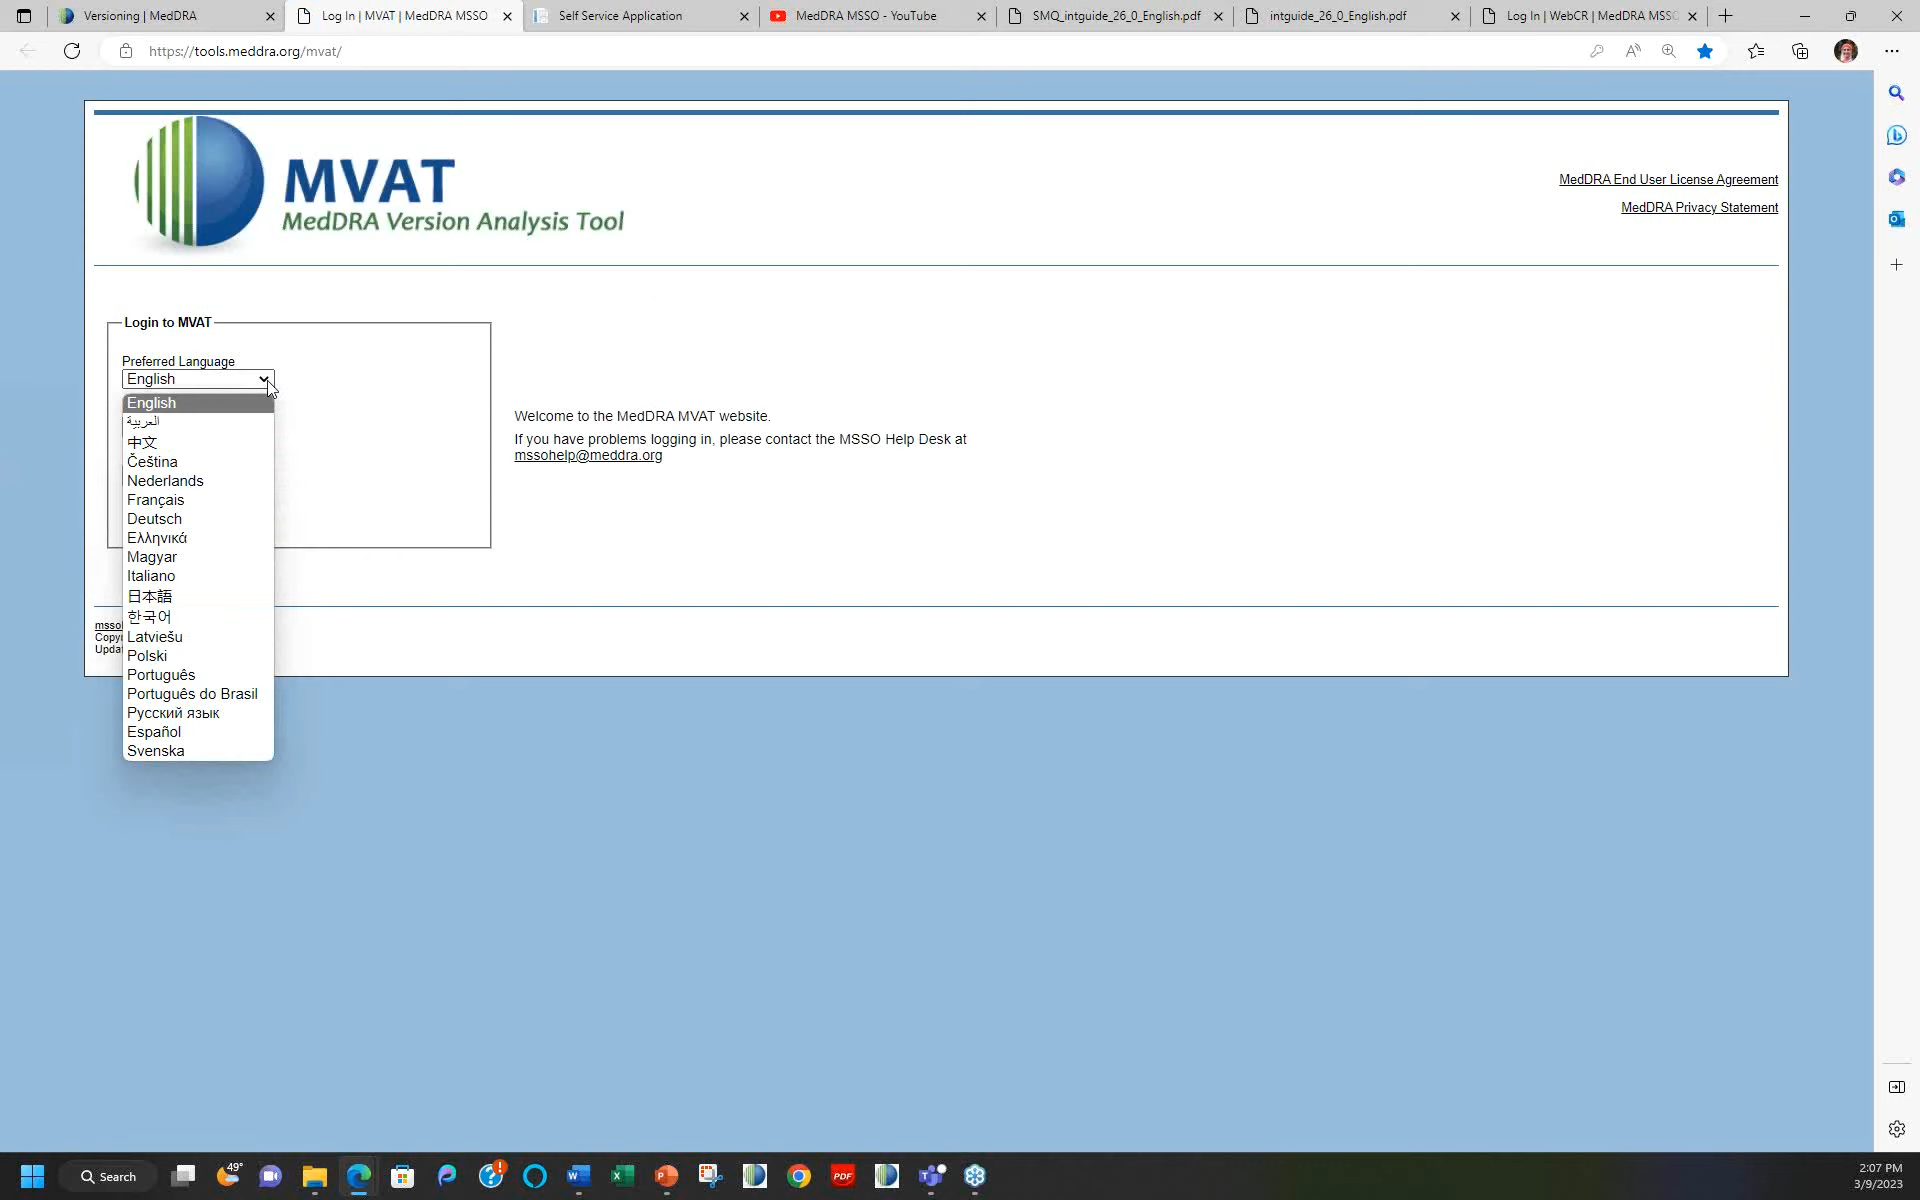 Versioning | MedDRA
Log In | MVAT | MedDRA MSSO
Self Service Application
MedDRA MSSO - YouTube
SMQ_intguide_26_0_English.pdf
intguide_26_0_English.pdf
Log In | WebCR | MedDRA MSSO
https://tools.meddra.org/mvat/
MVAT
MedDRA Version Analysis Tool
MedDRA End User License Agreement
MedDRA Privacy Statement
Login to MVAT
Preferred Language
English
English
العربية
中文
Čeština
Nederlands
Français
Deutsch
Ελληνικά
Magyar
Italiano
日本語
한국어
Latviešu
Polski
Português
Português do Brasil
Русский язык
Español
Svenska
Welcome to the MedDRA MVAT website.
If you have problems logging in, please contact the MSSO Help Desk at
mssohelp@meddra.org
Search
49°
PDF
2:07 PM
3/9/2023